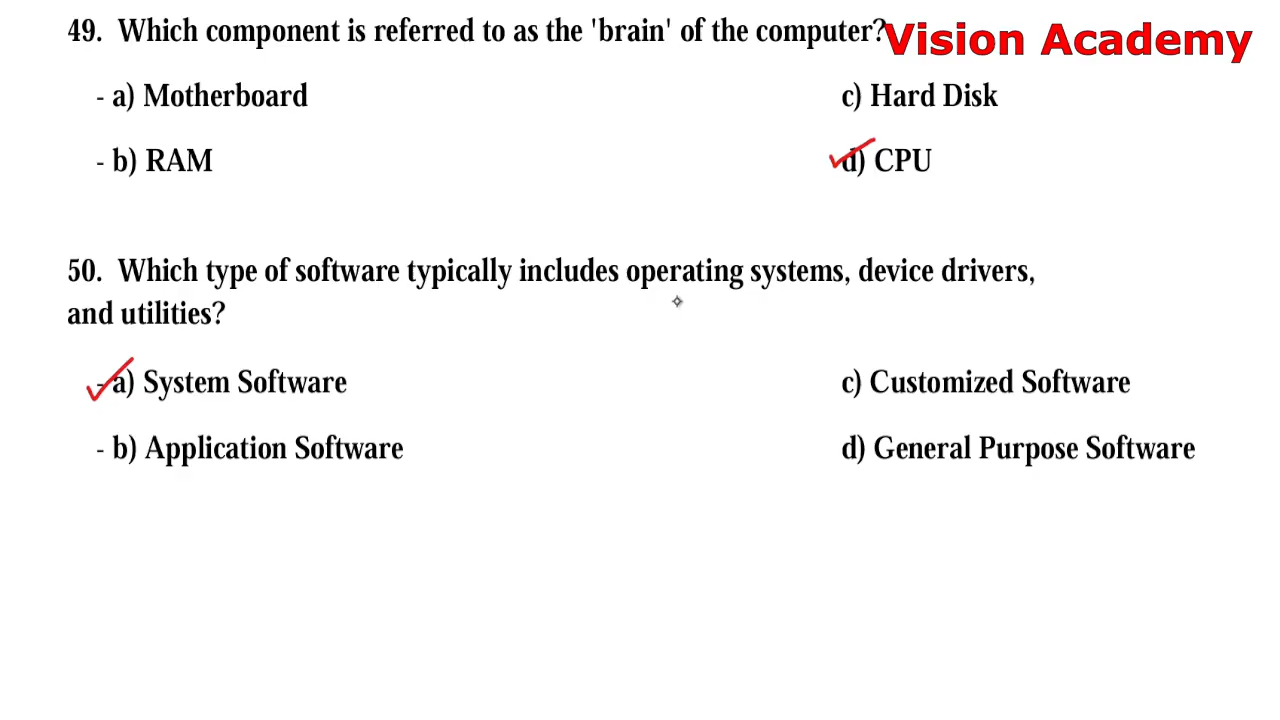 49. Which component is referred to as the 'brain' of the computer?
Vision Academy
- a) Motherboard
c) Hard Disk
- b) RAM
d) CPU
50. Which type of software typically includes operating systems, device drivers,
and utilities?
- a) System Software
c) Customized Software
- b) Application Software
d) General Purpose Software